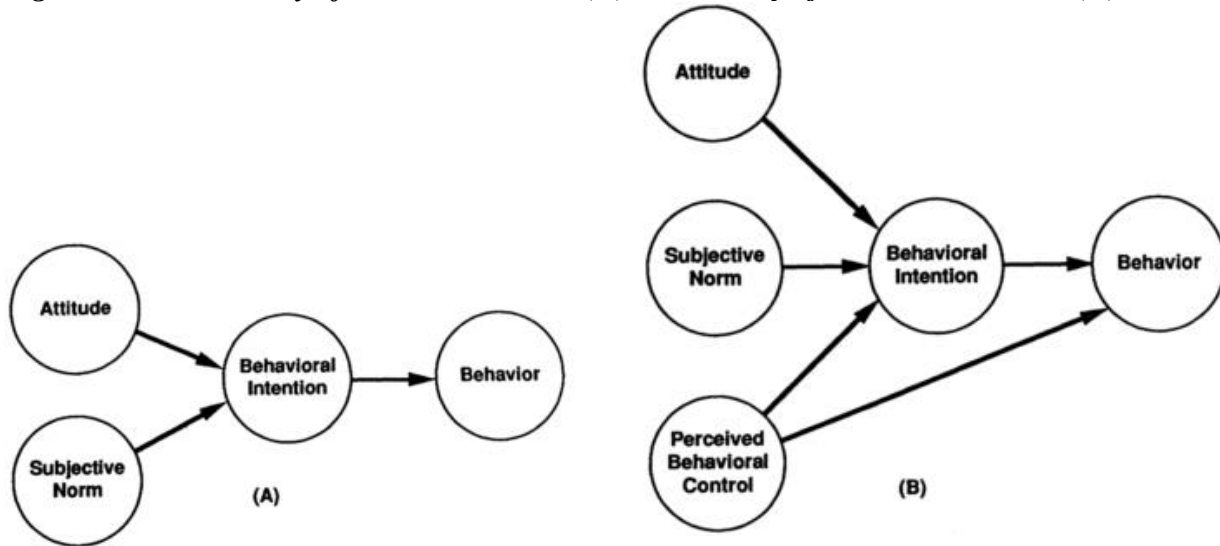 Attitude
Subjective
Norm
Behavioral
Intention
Behavior
(A)
Attitude
Subjective
Norm
Behavioral
Intention
Behavior
Perceived
Behavioral
Control
(B)